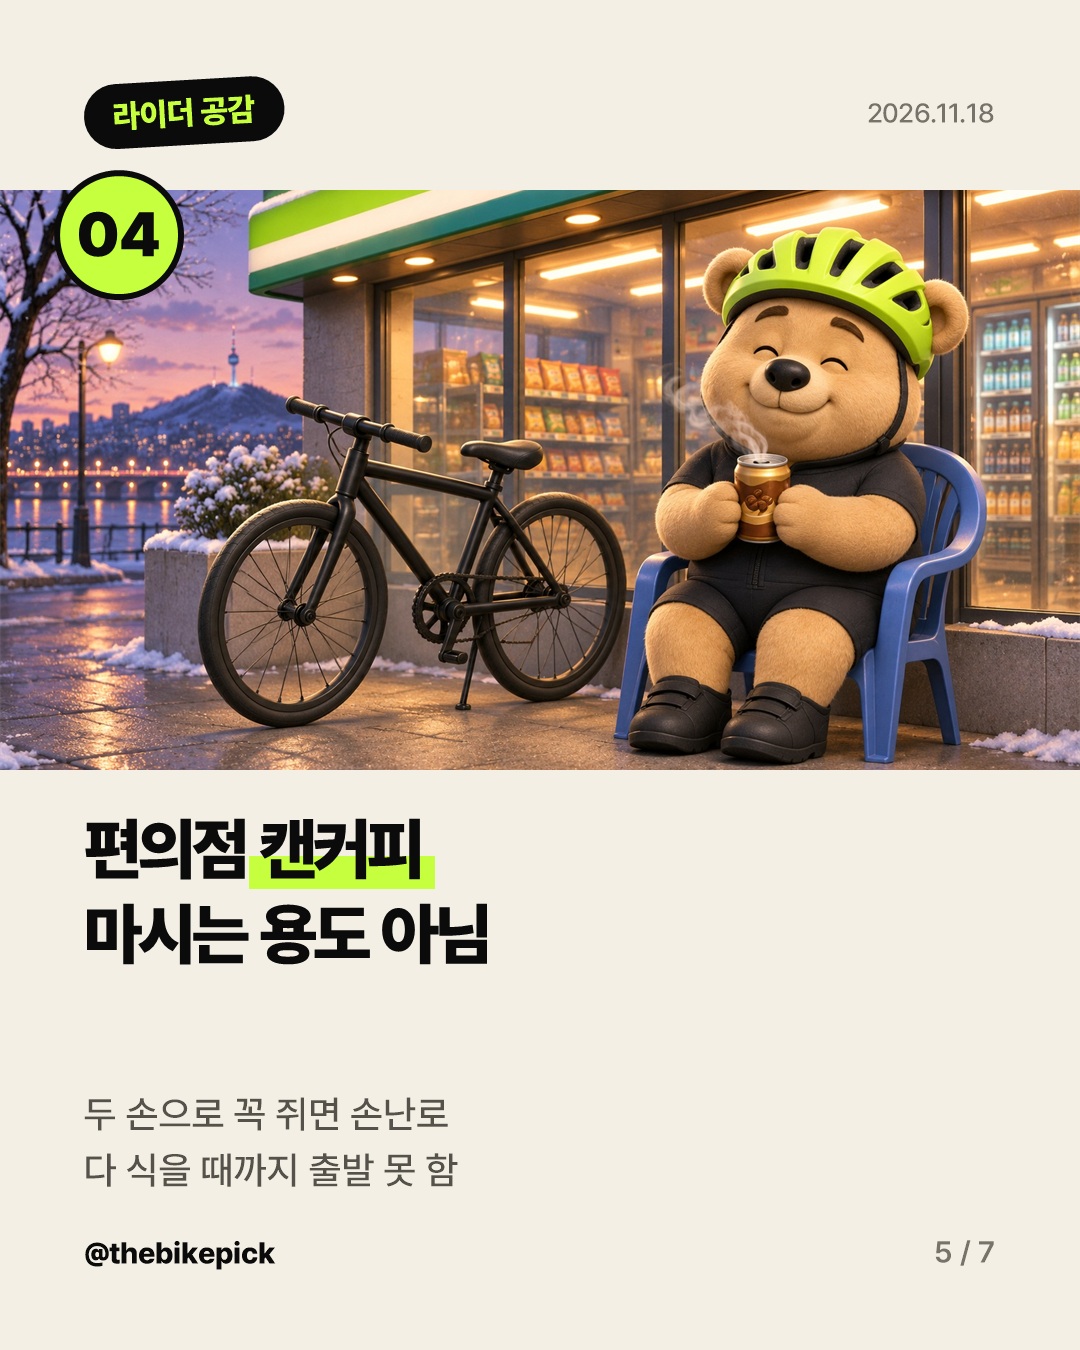 라이더 공감
2026.11.18
04
편의점 캔커피
마시는 용도 아님
두 손으로 꼭 쥐면 손난로
다 식을 때까지 출발 못 함
@thebikepick
5 / 7